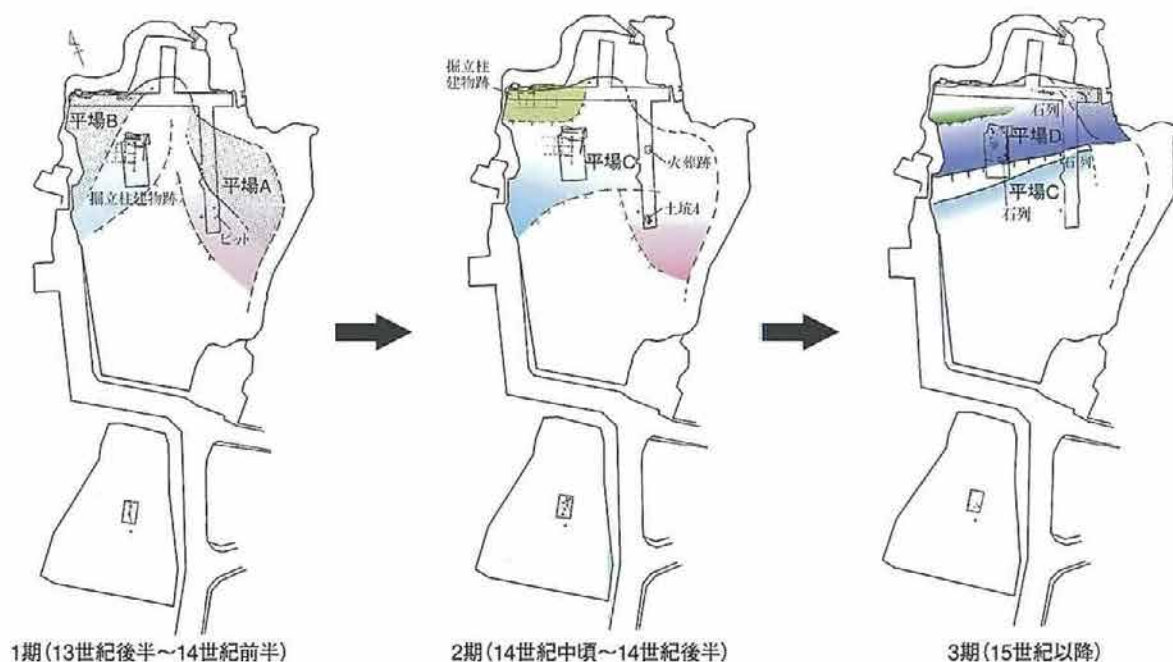 平場B
平場A
掘立柱建物跡
ピット
1期(13世紀後半～14世紀前半)
掘立柱
建物跡
平場C
火葬跡
土坑4
2期(14世紀中頃～14世紀後半)
石列
平場D
石列
平場C
石列
3期(15世紀以降)